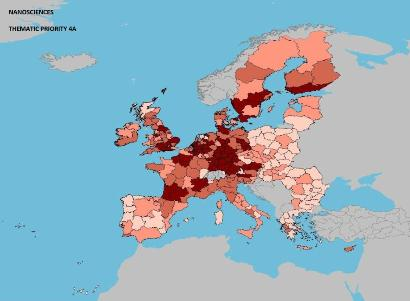 NANOSCIENCES
THEMATIC PRIORITY 4A